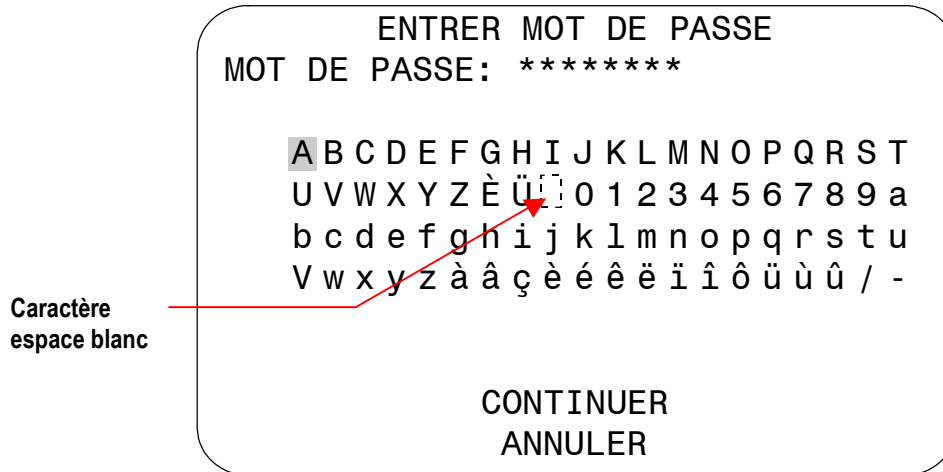 ENTRER MOT DE PASSE
MOT DE PASSE: ********
A B C D E F G H I J K L M N O P Q R S T
U V W X Y Z È Ü 0 1 2 3 4 5 6 7 8 9 a
b c d e f g h i j k l m n o p q r s t u
V w x y z à â ç è é ê ë ï î ô ü ù û / -
Caractère
espace blanc
CONTINUER
ANNULER